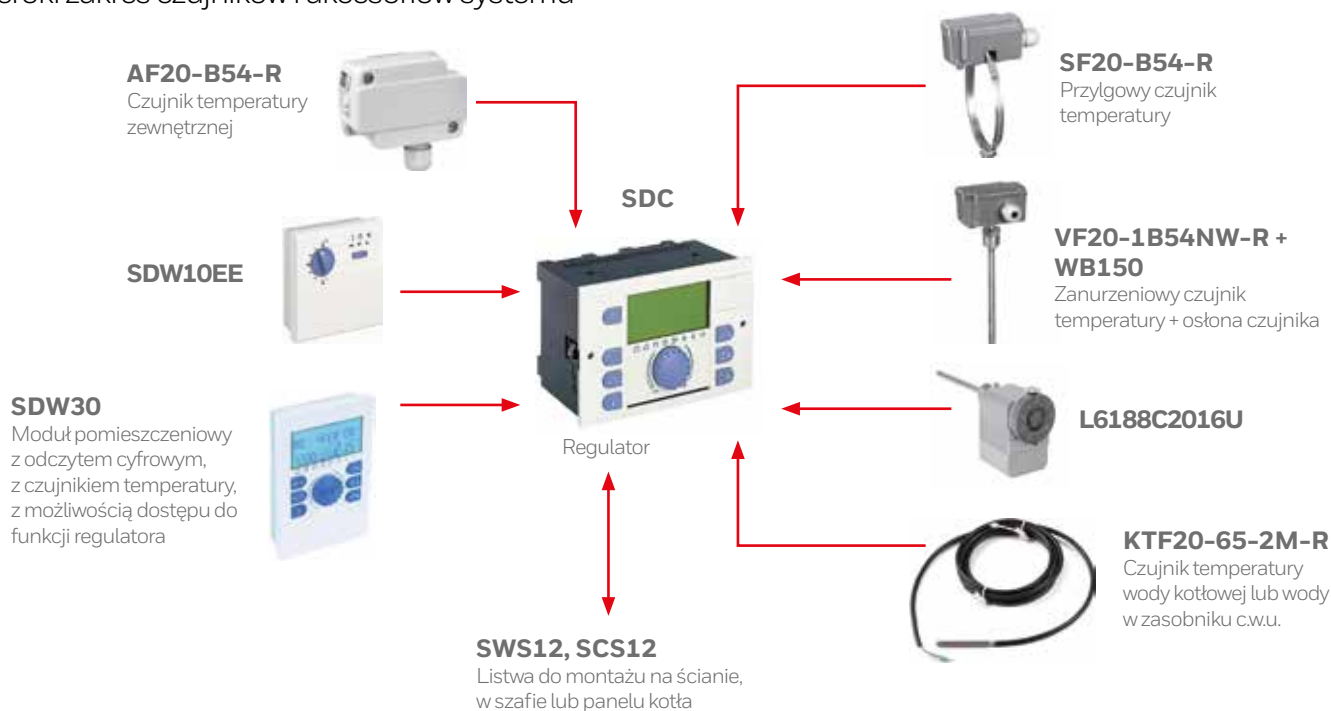 AF20-B54-R
Czujnik temperatury
zewnętrznej
SF20-B54-R
Przylgowy czujnik
temperatury
SDC
SDW10EE
VF20-1B54NW-R +
WB150
Zanurzeniowy czujnik
temperatury + osłona czujnika
SDW30
Moduł pomieszczeniowy
z odczytem cyfrowym,
z czujnikiem temperatury,
z możliwością dostępu do
funkcji regulatora
Regulator
L6188C2016U
KTF20-65-2M-R
Czujnik temperatury
wody kotłowej lub wody
w zasobniku c.w.u.
SWS12, SCS12
Listwa do montażu na ścianie,
w szafie lub panelu kotła